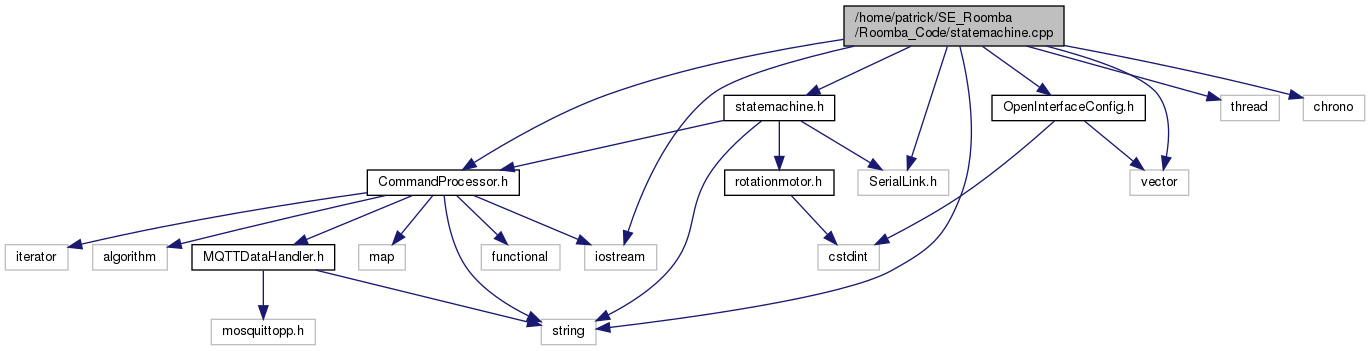 /home/patrick/SE_Roomba
/Roomba_Code/statemachine.cpp
statemachine.h
OpenInterfaceConfig.h
thread
chrono
CommandProcessor.h
rotationmotor.h
SerialLink.h
vector
iterator
algorithm
MQTTDataHandler.h
map
functional
iostream
cstdint
mosquittopp.h
string